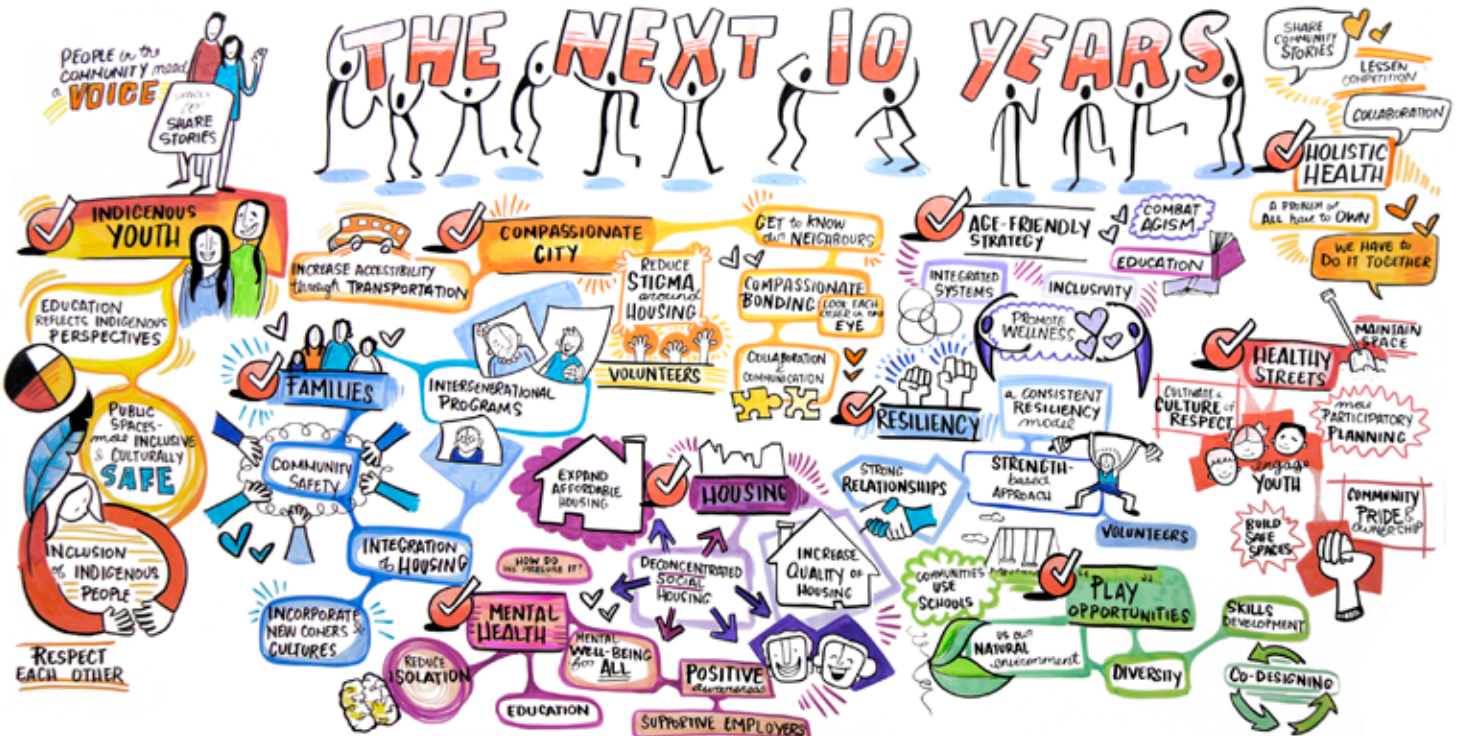 THE NEXT 10 YEARS
PEOPLE in the
COMMUNITY need
a VOICE
SHARE
STORIES
INDIGENOUS
YOUTH
EDUCATION
REFLECTS INDIGENOUS
PERSPECTIVES
PUBLIC
SPACES-
more INCLUSIVE
& CULTURALLY
SAFE
INCLUSION
of INDIGENOUS
PEOPLE
RESPECT
EACH OTHER
INCREASE ACCESSIBILITY
through TRANSPORTATION
COMPASSIONATE
CITY
GET to KNOW
our NEIGHBOURS
REDUCE
STIGMA
around
HOUSING
COMPASSIONATE
BONDING
LOOK EACH
OTHER in the
EYE
COLLABORATION
&
COMMUNICATION
VOLUNTEERS
FAMILIES
INTERGENERATIONAL
PROGRAMS
COMMUNITY
SAFETY
INTEGRATION
of HOUSING
INCORPORATE
NEW COMERS &
CULTURES
EXPAND
AFFORDABLE
HOUSING
HOUSING
DECONCENTRATED
SOCIAL
HOUSING
INCREASE
QUALITY OF
HOUSING
HOW DO
WE MEASURE IT?
MENTAL
HEALTH
MENTAL
WELL-BEING
for ALL
REDUCE
ISOLATION
EDUCATION
POSITIVE
awareness
SUPPORTIVE EMPLOYERS
AGE-FRIENDLY
STRATEGY
COMBAT
AGISM
EDUCATION
INTEGRATED
SYSTEMS
INCLUSIVITY
PROMOTE
WELLNESS
RESILIENCY
a CONSISTENT
RESILIENCY
model
STRONG
RELATIONSHIPS
STRENGTH-
based
APPROACH
VOLUNTEERS
COMMUNITIES
USE
SCHOOLS
"PLAY"
OPPORTUNITIES
NATURAL
environment
DIVERSITY
SKILLS
DEVELOPMENT
CO-DESIGNING
SHARE
COMMUNITY
STORIES
LESSEN
COMPETITION
COLLABORATION
HOLISTIC
HEALTH
A PROBLEM we
ALL have to OWN
WE HAVE to
DO IT TOGETHER
HEALTHY
STREETS
MAINTAIN
SPACE
CULTIVATE a
CULTURE of
RESPECT
more
PARTICIPATORY
PLANNING
engage
YOUTH
BUILD
SAFE
SPACES
COMMUNITY
PRIDE &
OWNERSHIP